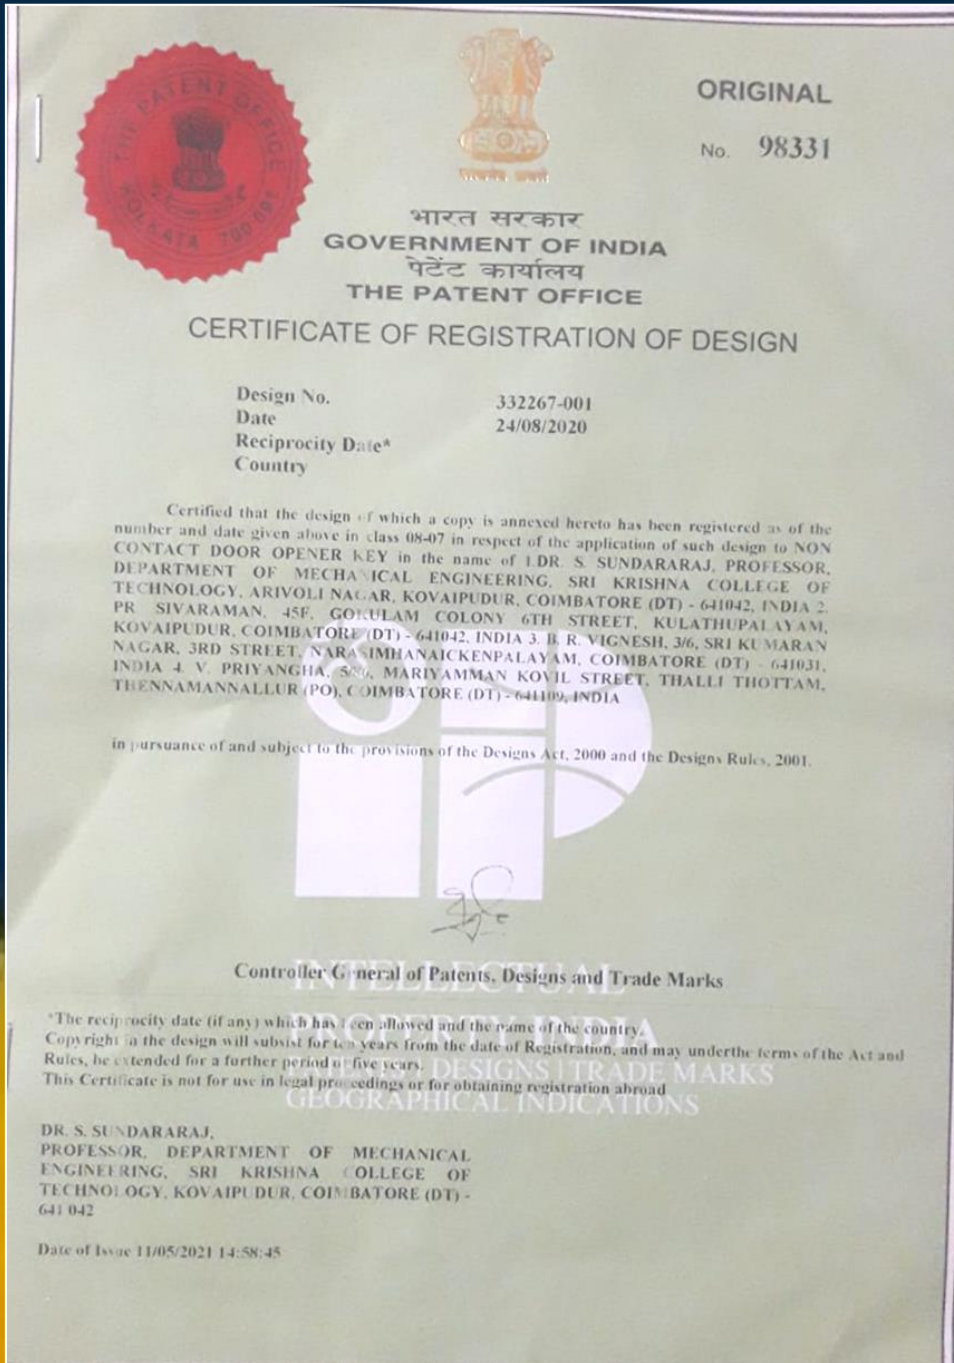 THE PATENT OFFICE
KOLKATA 700 091
ORIGINAL
No. 98331
भारत सरकार
GOVERNMENT OF INDIA
पेटेंट कार्यालय
THE PATENT OFFICE
CERTIFICATE OF REGISTRATION OF DESIGN
Design No. 332267-001
Date 24/08/2020
Reciprocity Date*
Country
Certified that the design of which a copy is annexed hereto has been registered as of the
number and date given above in class 08-07 in respect of the application of such design to NON
CONTACT DOOR OPENER KEY in the name of 1.DR. S. SUNDARARAJ, PROFESSOR,
DEPARTMENT OF MECHANICAL ENGINEERING, SRI KRISHNA COLLEGE OF
TECHNOLOGY, ARIVOLI NAGAR, KOVAIPUDUR, COIMBATORE (DT) - 641042, INDIA 2.
PR SIVARAMAN, 45F, GOKULAM COLONY 6TH STREET, KULATHUPALAYAM,
KOVAIPUDUR, COIMBATORE (DT) - 641042, INDIA 3. B. R. VIGNESH, 3/6, SRI KUMARAN
NAGAR, 3RD STREET, NARASIMHANAICKENPALAYAM, COIMBATORE (DT) - 641031,
INDIA 4. V. PRIYANGHA, MARIYAMMAN KOVIL STREET, THALLI THOTTAM,
THENNAMANNALLUR (PO), COIMBATORE (DT) - 641109, INDIA
in pursuance of and subject to the provisions of the Designs Act, 2000 and the Designs Rules, 2001.
Controller General of Patents, Designs and Trade Marks
INTELLECTUAL
PROPERTY INDIA
DESIGNS | TRADE MARKS
GEOGRAPHICAL INDICATIONS
*The reciprocity date (if any) which has been allowed and the name of the country.
Copyright in the design will subsist for ten years from the date of Registration, and may underthe terms of the Act and
Rules, be extended for a further period of five years.
This Certificate is not for use in legal proceedings or for obtaining registration abroad
DR. S. SUNDARARAJ,
PROFESSOR, DEPARTMENT OF MECHANICAL
ENGINEERING, SRI KRISHNA COLLEGE OF
TECHNOLOGY, KOVAIPUDUR, COIMBATORE (DT) -
641 042
Date of Issue 11/05/2021 14:58:45